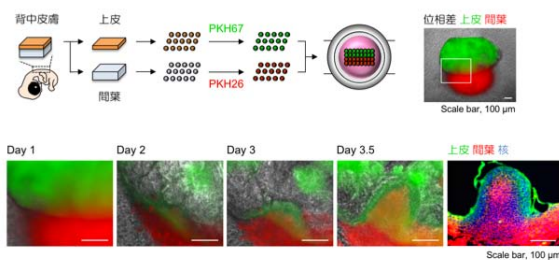 背中皮膚
上皮
PKH67
間葉
PKH26
位相差 上皮 間葉
Scale bar, 100 µm
Day 1
Day 2
Day 3
Day 3.5
上皮 間葉 核
Scale bar, 100 µm